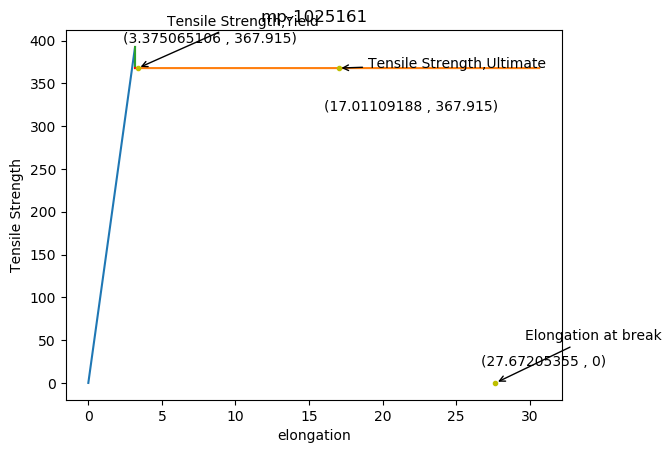 mp-1025161
Tensile Strength,Yield
(3.375065106 , 367.915)
Tensile Strength,Ultimate
(17.01109188 , 367.915)
Elongation at break
(27.67205355 , 0)
Tensile Strength
400
350
300
250
200
150
100
50
0
0 5 10 15 20 25 30
elongation